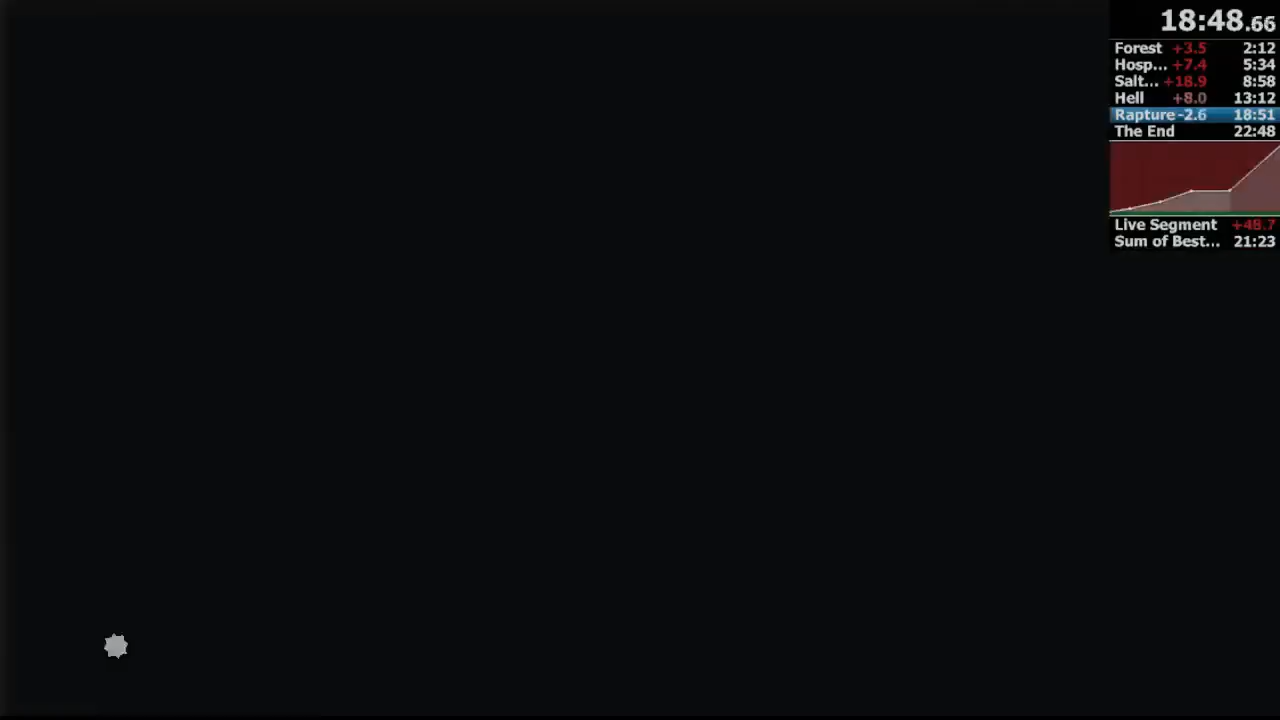 18:48.66
Forest +3.5 2:12
Hosp... +7.4 5:34
Salt... +18.9 8:58
Hell +8.0 13:12
Rapture -2.6 18:51
The End 22:48
Live Segment +48.7
Sum of Best... 21:23